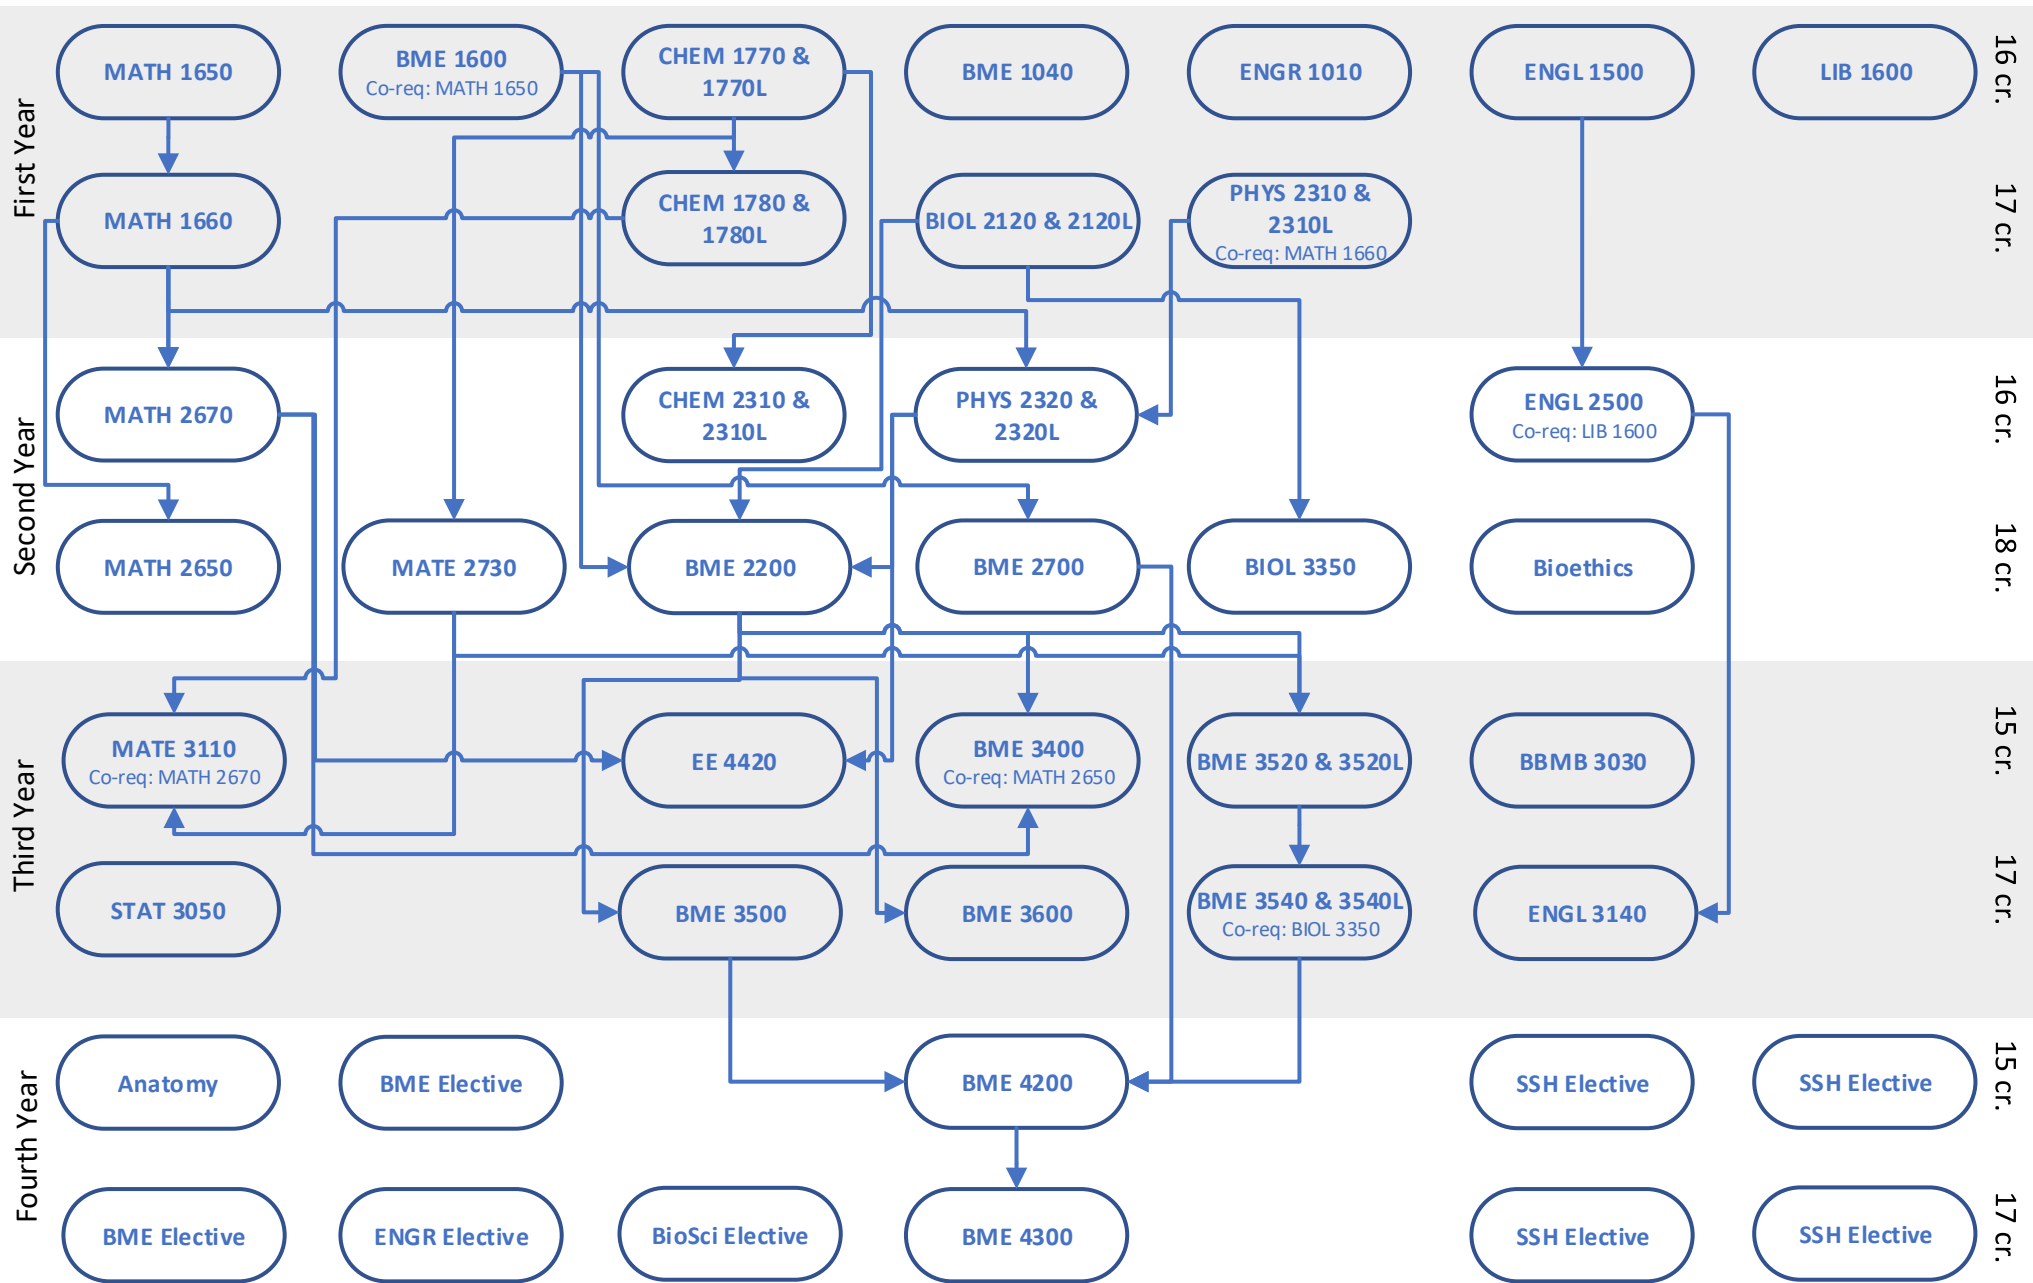 First Year
MATH 1650
BME 1600
Co-req: MATH 1650
CHEM 1770 &
1770L
BME 1040
ENGR 1010
ENGL 1500
LIB 1600
16 cr.
MATH 1660
CHEM 1780 &
1780L
BIOL 2120 & 2120L
PHYS 2310 &
2310L
Co-req: MATH 1660
17 cr.
Second Year
MATH 2670
CHEM 2310 &
2310L
PHYS 2320 &
2320L
ENGL 2500
Co-req: LIB 1600
16 cr.
MATH 2650
MATE 2730
BME 2200
BME 2700
BIOL 3350
Bioethics
18 cr.
Third Year
MATE 3110
Co-req: MATH 2670
EE 4420
BME 3400
Co-req: MATH 2650
BME 3520 & 3520L
BBMB 3030
15 cr.
STAT 3050
BME 3500
BME 3600
BME 3540 & 3540L
Co-req: BIOL 3350
ENGL 3140
17 cr.
Fourth Year
Anatomy
BME Elective
BME 4200
SSH Elective
SSH Elective
15 cr.
BME Elective
ENGR Elective
BioSci Elective
BME 4300
SSH Elective
SSH Elective
17 cr.